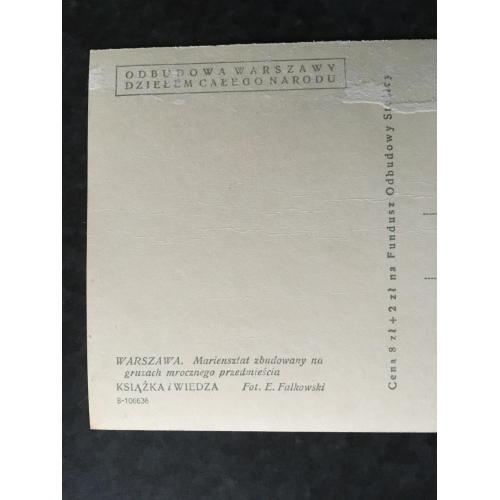 ODBUDOWA WARSZAWY
DZIEŁEM CAŁEGO NARODU
WARSZAWA. Mariensztat zbudowany na
gruzach mrocznego przedmieścia
KSIĄŻKA i WIEDZA Fot. E. Falkowski
B-106636
Cena 8 zł + 2 zł na Fundusz Odbudowy Stolicy